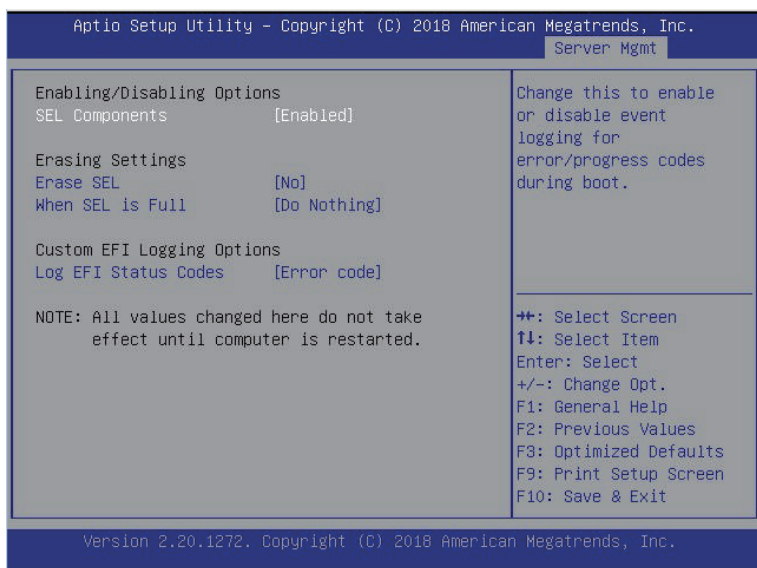 Aptio Setup Utility – Copyright (C) 2018 American Megatrends, Inc.
Server Mgmt
Enabling/Disabling Options
SEL Components [Enabled]
Erasing Settings
Erase SEL [No]
When SEL is Full [Do Nothing]
Custom EFI Logging Options
Log EFI Status Codes [Error code]
NOTE: All values changed here do not take
effect until computer is restarted.
Change this to enable
or disable event
logging for
error/progress codes
during boot.
→←: Select Screen
↑↓: Select Item
Enter: Select
+/-: Change Opt.
F1: General Help
F2: Previous Values
F3: Optimized Defaults
F9: Print Setup Screen
F10: Save & Exit
Version 2.20.1272. Copyright (C) 2018 American Megatrends, Inc.